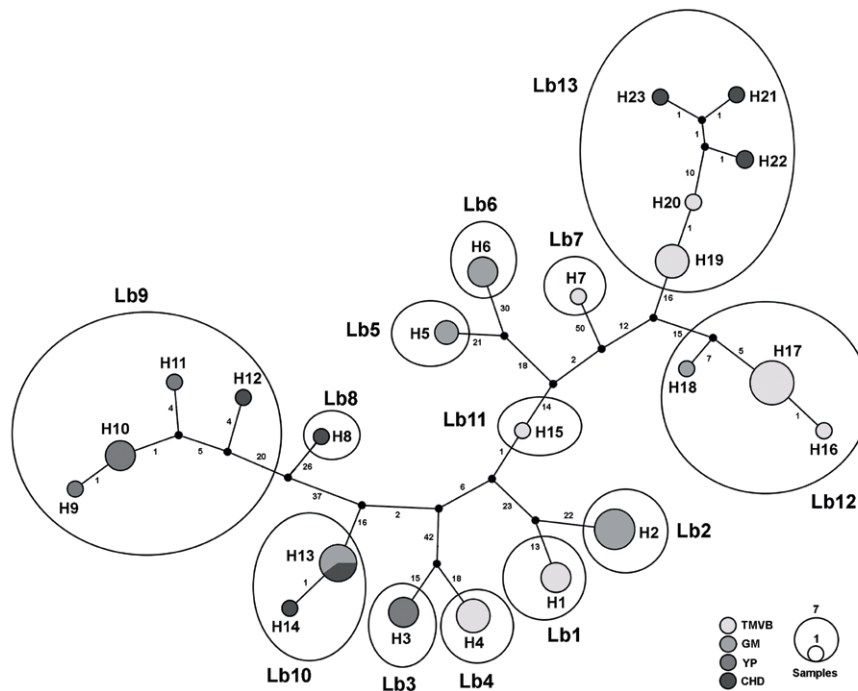 Lb13
H23
H21
1
1
1
H22
1
10
H20
1
H19
16
Lb6
H6
30
Lb7
H7
50
12
Lb5
H5
21
18
2
15
H17
7
5
H18
1
H16
Lb12
Lb9
H11
H12
4
4
H10
1
5
20
1
H9
Lb8
H8
26
37
Lb11
14
H15
1
6
2
23
22
H2
Lb2
13
H1
Lb1
16
H13
1
H14
Lb10
42
15
18
H3
H4
Lb3
Lb4
TMVB
GM
YP
CHD
7
1
Samples